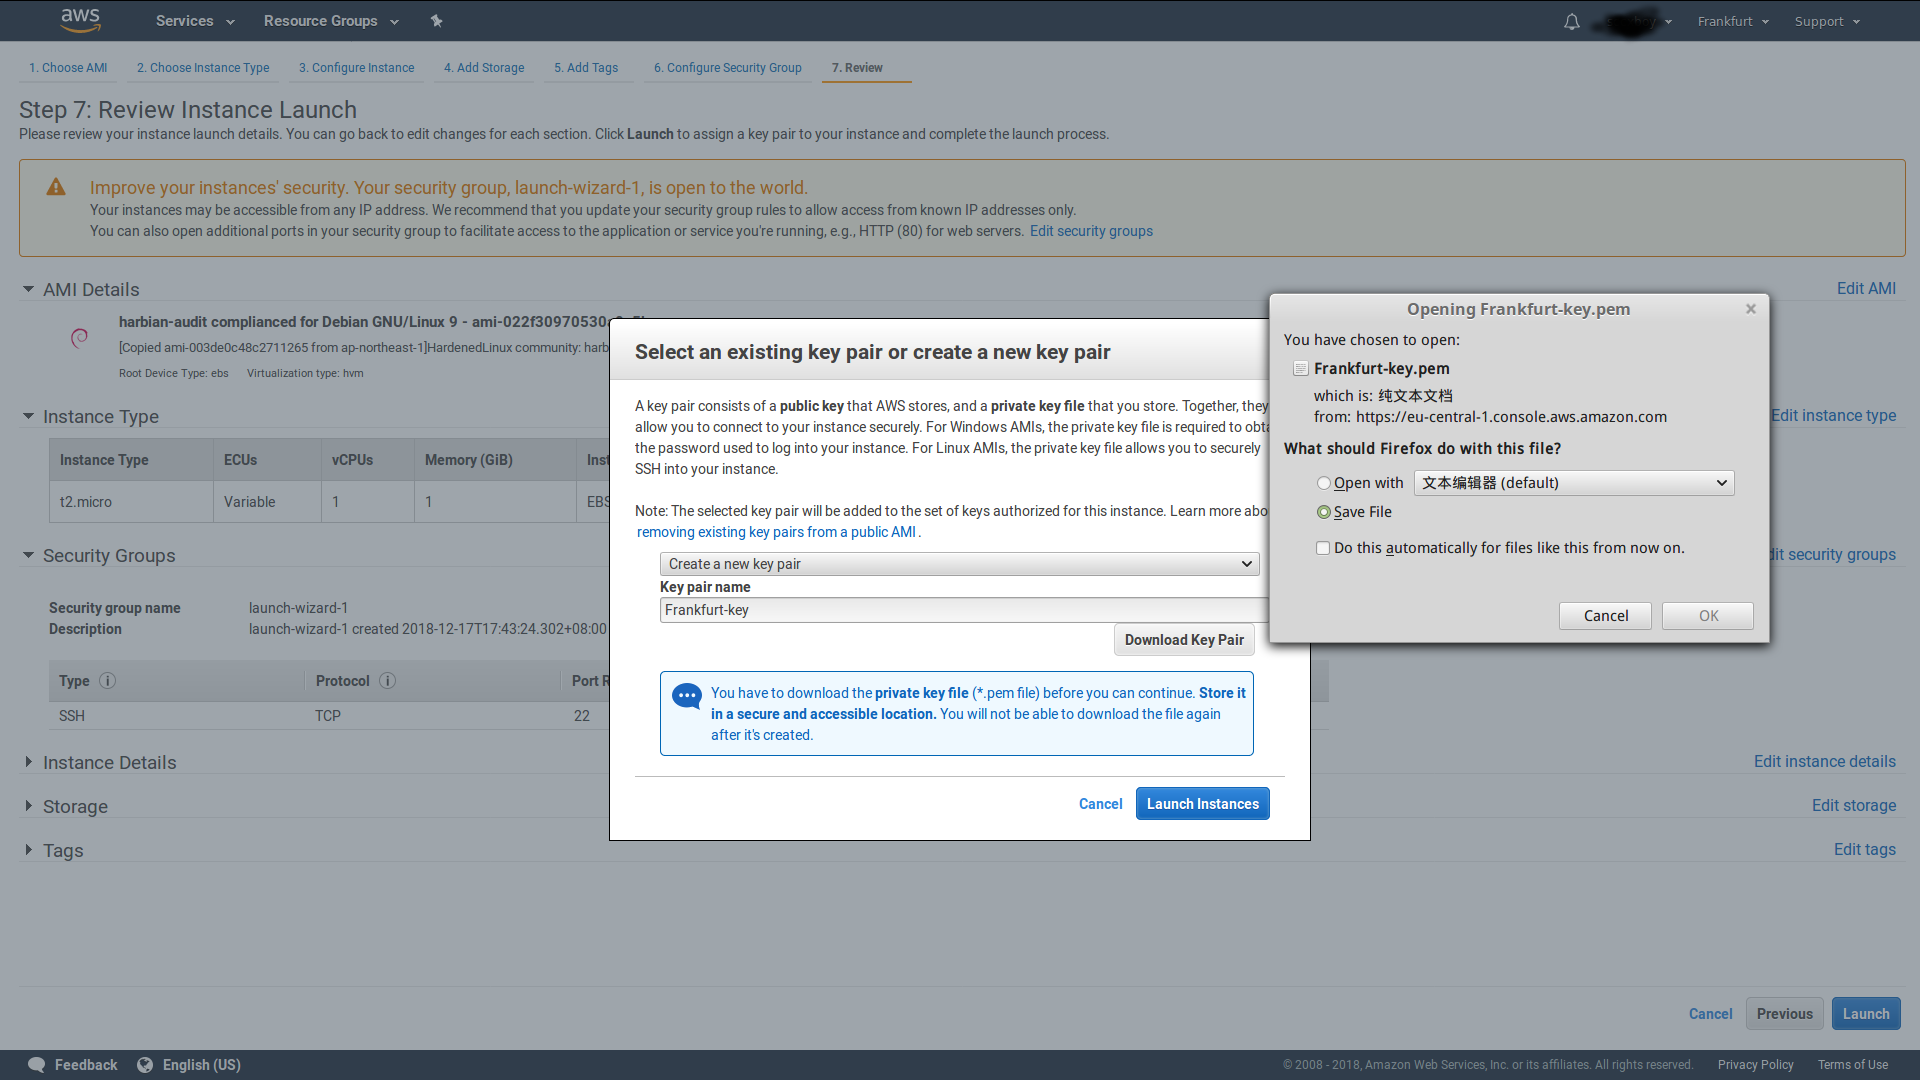 aws Services Resource Groups Frankfurt Support
1. Choose AMI 2. Choose Instance Type 3. Configure Instance 4. Add Storage 5. Add Tags 6. Configure Security Group 7. Review
Step 7: Review Instance Launch
Please review your instance launch details. You can go back to edit changes for each section. Click Launch to assign a key pair to your instance and complete the launch process.
Improve your instances' security. Your security group, launch-wizard-1, is open to the world.
Your instances may be accessible from any IP address. We recommend that you update your security group rules to allow access from known IP addresses only.
You can also open additional ports in your security group to facilitate access to the application or service you're running, e.g., HTTP (80) for web servers. Edit security groups
AMI Details Edit AMI
harbian-audit complianced for Debian GNU/Linux 9 - ami-022f30970530
[Copied ami-003de0c48c2711265 from ap-northeast-1]HardenedLinux community: harb
Root Device Type: ebs Virtualization type: hvm
Instance Type Edit instance type
Instance Type ECUs vCPUs Memory (GiB) Inst
t2.micro Variable 1 1 EBS
Security Groups dit security groups
Security group name launch-wizard-1
Description launch-wizard-1 created 2018-12-17T17:43:24.302+08:00
Type Protocol Port R
SSH TCP 22
Instance Details Edit instance details
Storage Edit storage
Tags Edit tags
Select an existing key pair or create a new key pair
A key pair consists of a public key that AWS stores, and a private key file that you store. Together, they
allow you to connect to your instance securely. For Windows AMIs, the private key file is required to obta
the password used to log into your instance. For Linux AMIs, the private key file allows you to securely
SSH into your instance.
Note: The selected key pair will be added to the set of keys authorized for this instance. Learn more abo
removing existing key pairs from a public AMI.
Create a new key pair
Key pair name
Frankfurt-key
Download Key Pair
You have to download the private key file (*.pem file) before you can continue. Store it
in a secure and accessible location. You will not be able to download the file again
after it's created.
Cancel Launch Instances
Opening Frankfurt-key.pem
You have chosen to open:
Frankfurt-key.pem
which is: 纯文本文档
from: https://eu-central-1.console.aws.amazon.com
What should Firefox do with this file?
Open with 文本编辑器 (default)
Save File
Do this automatically for files like this from now on.
Cancel OK
Cancel Previous Launch
Feedback English (US) © 2008 - 2018, Amazon Web Services, Inc. or its affiliates. All rights reserved. Privacy Policy Terms of Use